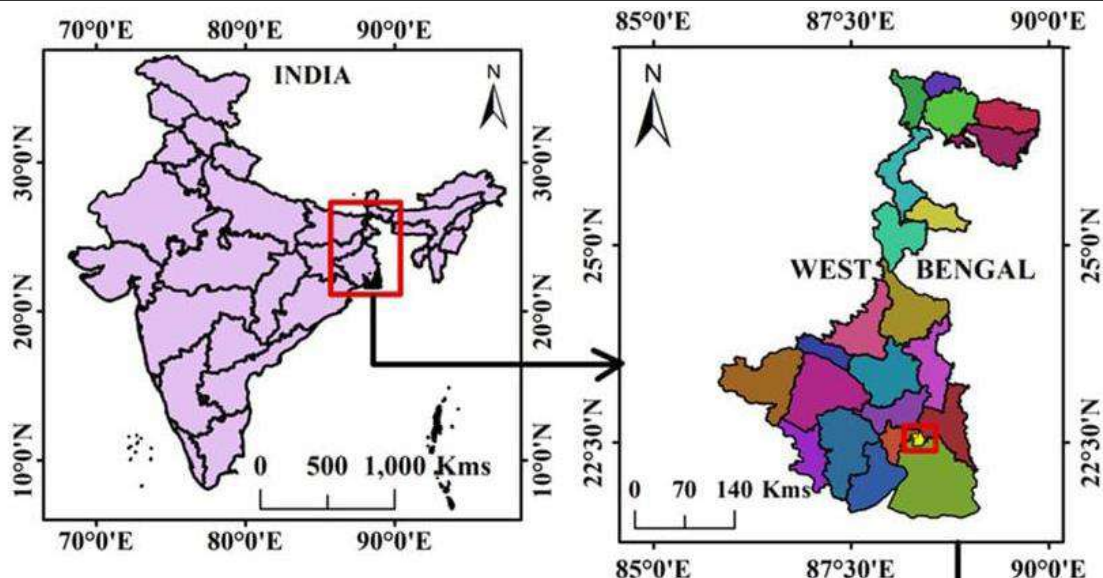 70°0'E 80°0'E 90°0'E
INDIA
N
30°0'N
20°0'N
10°0'N
30°0'N
20°0'N
10°0'N
0 500 1,000 Kms
70°0'E 80°0'E 90°0'E
85°0'E 87°30'E 90°0'E
N
25°0'N
22°30'N
25°0'N
22°30'N
WEST BENGAL
0 70 140 Kms
85°0'E 87°30'E 90°0'E